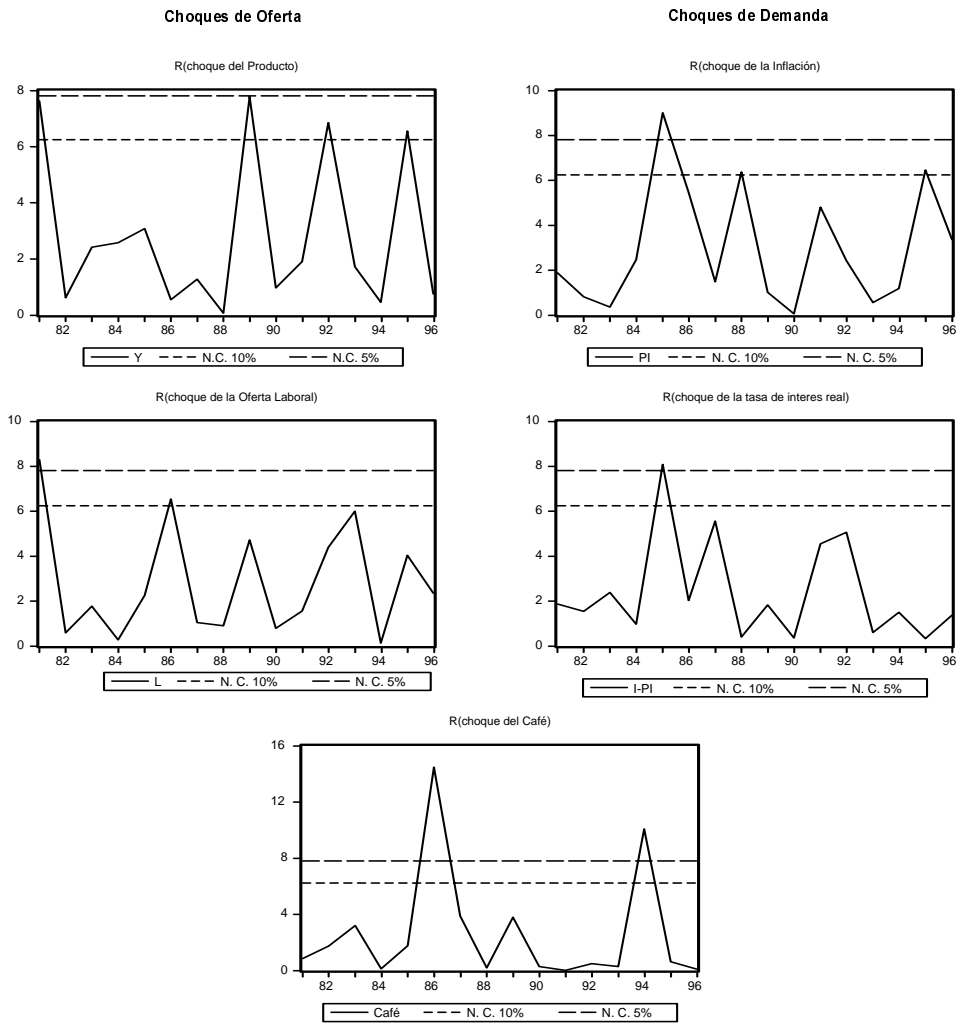 Choques de Oferta
Choques de Demanda
R(choque del Producto)
8
6
4
2
0
82 84 86 88 90 92 94 96
Y N.C. 10% N.C. 5%
R(choque de la Inflación)
10
8
6
4
2
0
82 84 86 88 90 92 94 96
PI N. C. 10% N. C. 5%
R(choque de la Oferta Laboral)
10
8
6
4
2
0
82 84 86 88 90 92 94 96
L N. C. 10% N. C. 5%
R(choque de la tasa de interes real)
10
8
6
4
2
0
82 84 86 88 90 92 94 96
I-PI N. C. 10% N. C. 5%
R(choque del Café)
16
12
8
4
0
82 84 86 88 90 92 94 96
Café N. C. 10% N. C. 5%